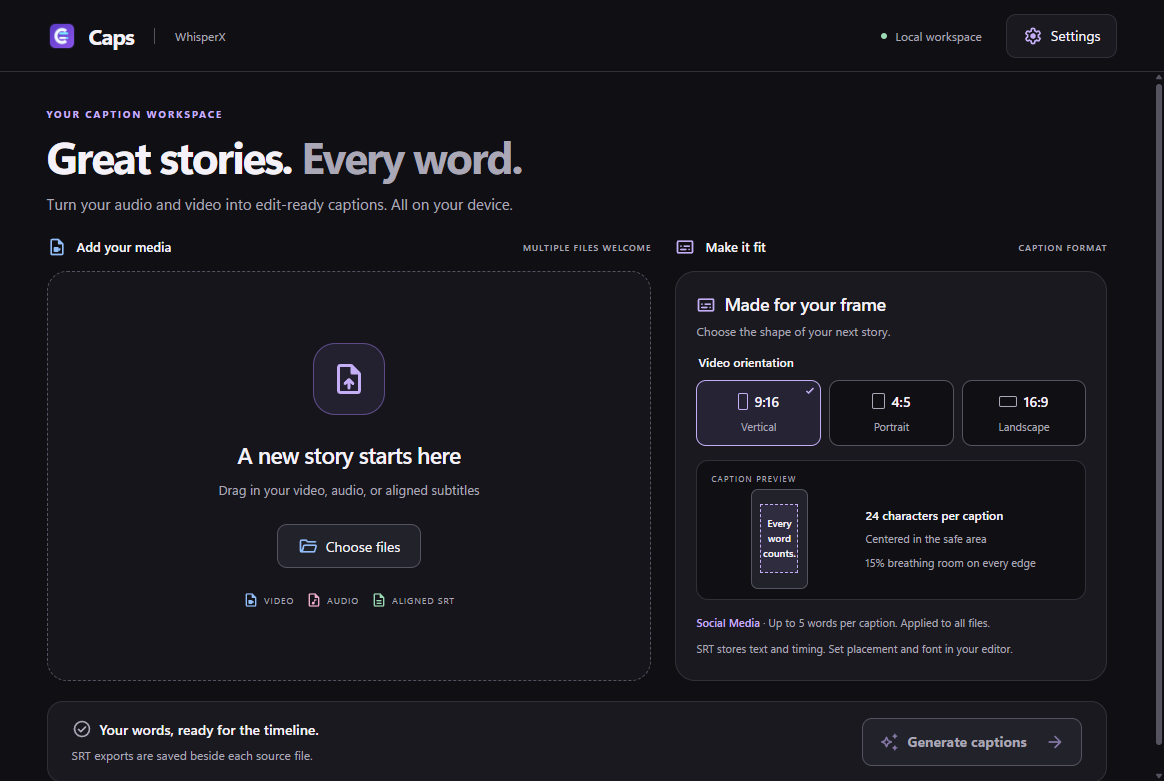 Caps
WhisperX
Local workspace
Settings
YOUR CAPTION WORKSPACE
Great stories. Every word.
Turn your audio and video into edit-ready captions. All on your device.
Add your media
MULTIPLE FILES WELCOME
A new story starts here
Drag in your video, audio, or aligned subtitles
Choose files
VIDEO
AUDIO
ALIGNED SRT
Make it fit
CAPTION FORMAT
Made for your frame
Choose the shape of your next story.
Video orientation
9:16
Vertical
4:5
Portrait
16:9
Landscape
CAPTION PREVIEW
Every
word
counts.
24 characters per caption
Centered in the safe area
15% breathing room on every edge
Social Media · Up to 5 words per caption. Applied to all files.
SRT stores text and timing. Set placement and font in your editor.
Your words, ready for the timeline.
SRT exports are saved beside each source file.
Generate captions